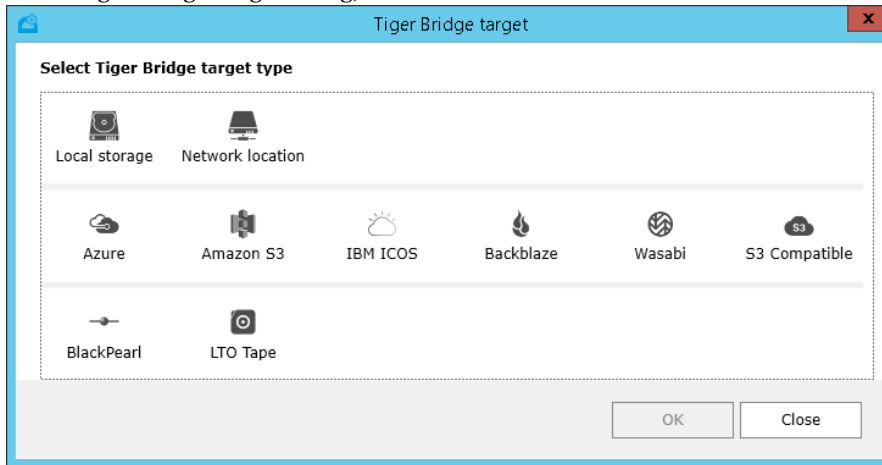 Tiger Bridge target
x
Select Tiger Bridge target type
Local storage Network location
S3
Azure Amazon S3 IBM ICOS Backblaze Wasabi S3 Compatible
BlackPearl LTO Tape
OK Close